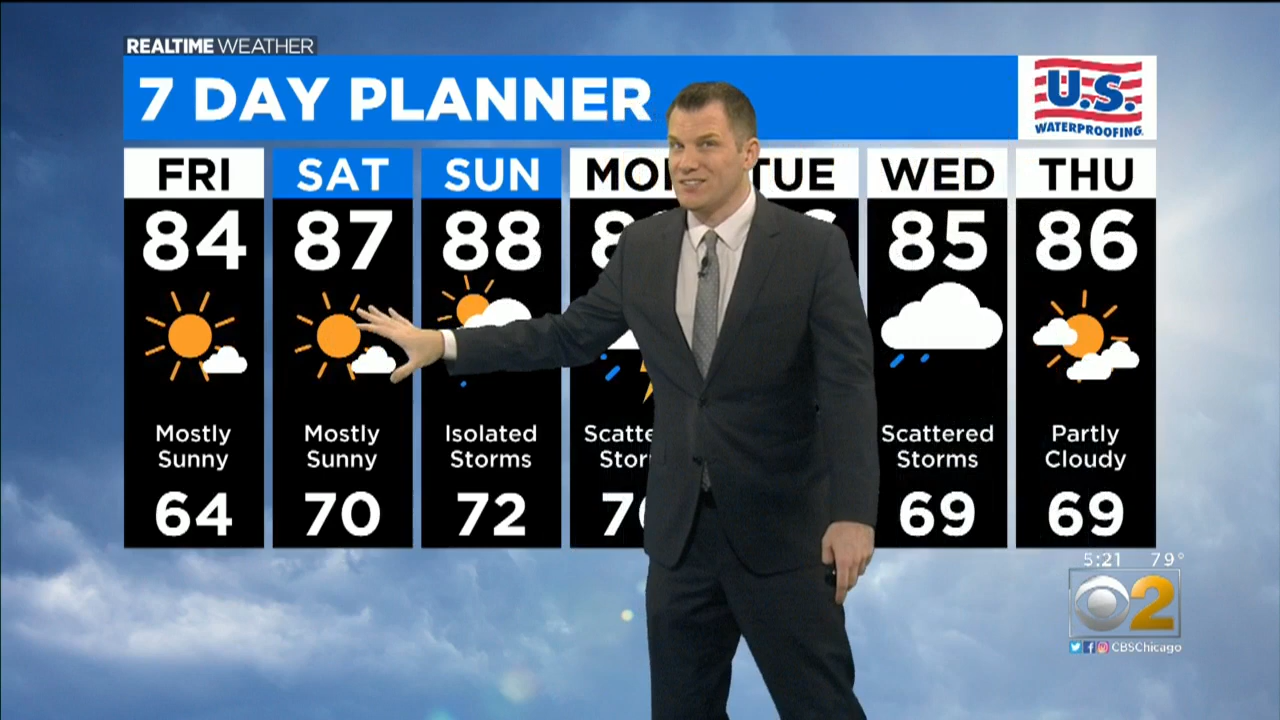 REALTIME WEATHER
7 DAY PLANNER
U.S.
WATERPROOFING
FRI SAT SUN TUE WED THU
84 87 88 85 86
Mostly Sunny
Mostly Sunny
Isolated Storms
Scattered Storms
Partly Cloudy
64 70 72 69 69
5:21 79°
2
CBSChicago